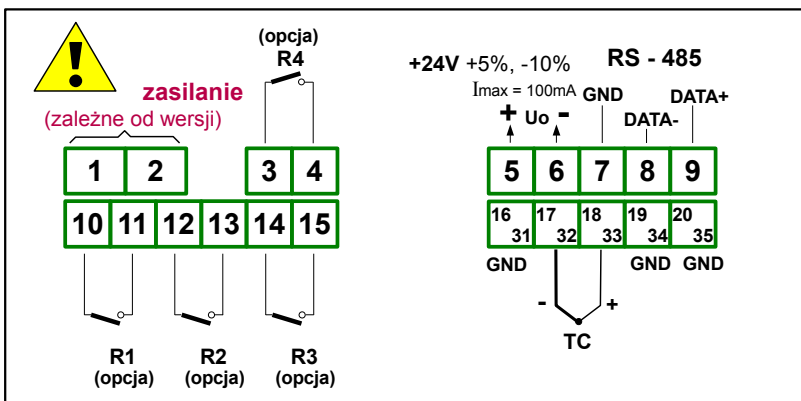 (opcja)
R4
zasilanie
(zależne od wersji)
1 2 3 4
10 11 12 13 14 15
R1 R2 R3
(opcja) (opcja) (opcja)
+24V +5%, -10% RS - 485
Imax = 100mA GND DATA+
+ Uo - DATA-
5 6 7 8 9
16 17 18 19 20
31 32 33 34 35
GND GND GND
- +
TC